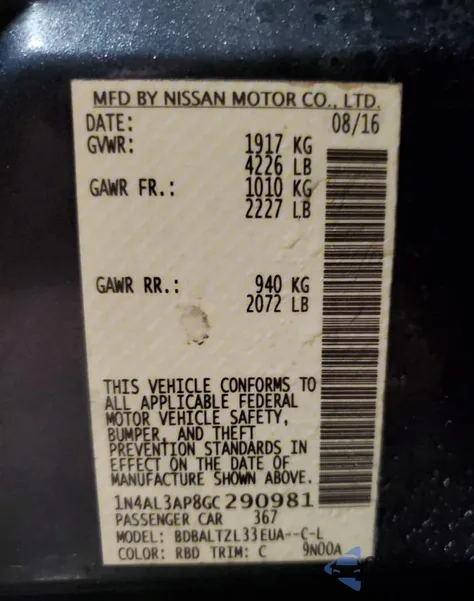 MFD BY NISSAN MOTOR CO., LTD.
DATE: 08/16
GVWR: 1917 KG
4226 LB
GAWR FR.: 1010 KG
2227 LB
GAWR RR.: 940 KG
2072 LB
THIS VEHICLE CONFORMS TO
ALL APPLICABLE FEDERAL
MOTOR VEHICLE SAFETY,
BUMPER, AND THEFT
PREVENTION STANDARDS IN
EFFECT ON THE DATE OF
MANUFACTURE SHOWN ABOVE.
1N4AL3AP8GC290981
PASSENGER CAR 367
MODEL: BDBALTZL33EUA--C-L
COLOR: RBD TRIM: C 9N00A